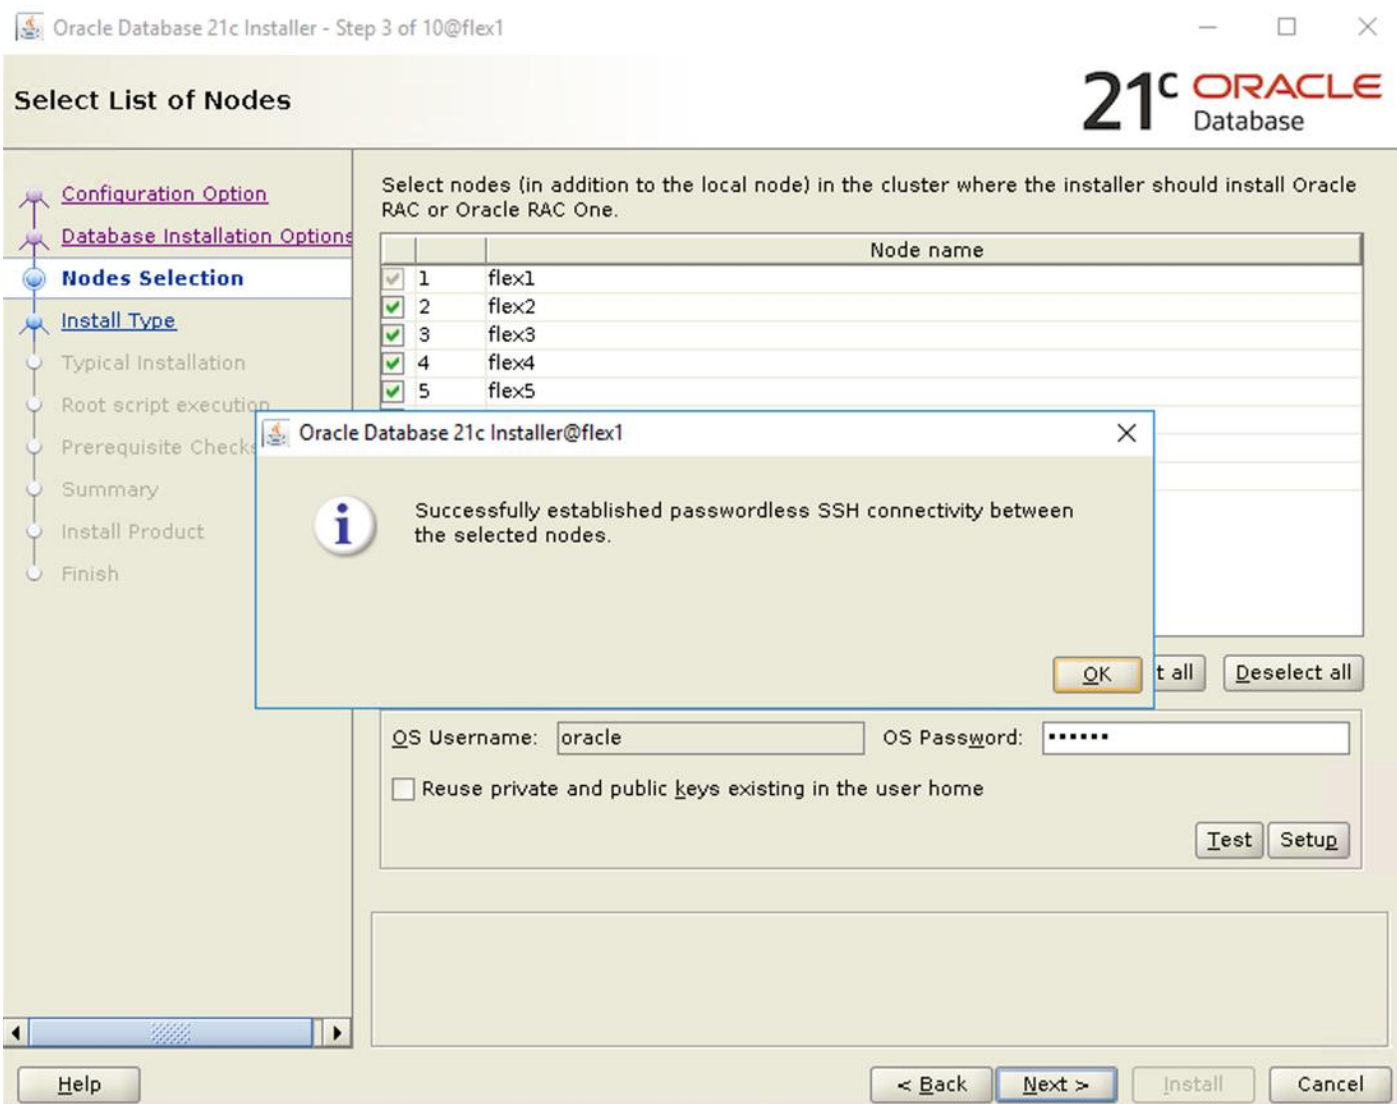 Oracle Database 21c Installer - Step 3 of 10@flex1
Select List of Nodes
21c ORACLE
Database
Configuration Option
Database Installation Options
Nodes Selection
Install Type
Typical Installation
Root script execution
Prerequisite Checks
Summary
Install Product
Finish
Select nodes (in addition to the local node) in the cluster where the installer should install Oracle
RAC or Oracle RAC One.
Node name
1 flex1
2 flex2
3 flex3
4 flex4
5 flex5
Oracle Database 21c Installer@flex1
Successfully established passwordless SSH connectivity between
the selected nodes.
OK
t all
Deselect all
OS Username: oracle OS Password: ••••••
Reuse private and public keys existing in the user home
Test Setup
Help < Back Next > Install Cancel